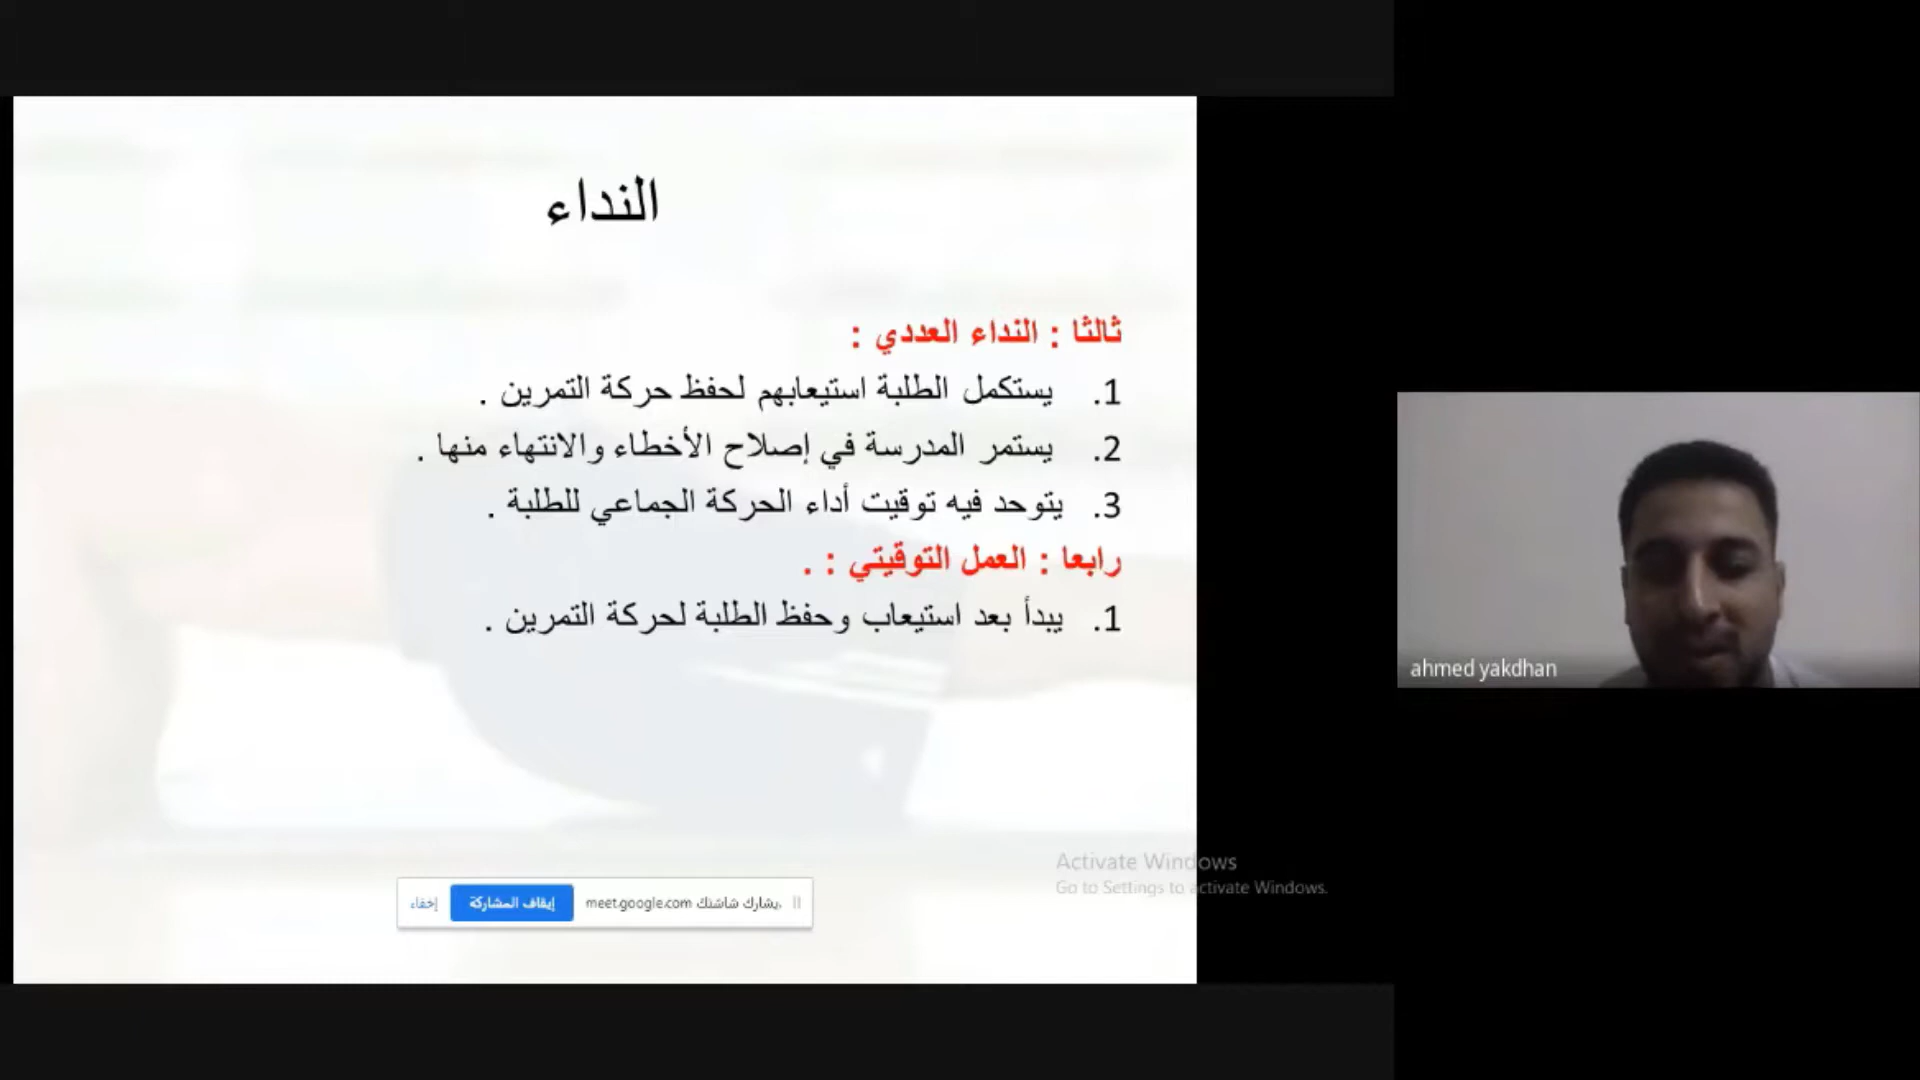 النداء
ثالثا : النداء العددي :
1. يستكمل الطلبة استيعابهم لحفظ حركة التمرين .
2. يستمر المدرسة في إصلاح الأخطاء والانتهاء منها .
3. يتوحد فيه توقيت أداء الحركة الجماعي للطلبة .
رابعا : العمل التوقيتي : .
1. يبدأ بعد استيعاب وحفظ الطلبة لحركة التمرين .
ahmed yakdhan
Activate Windows
Go to Settings to activate Windows.
يشارك شاشتك meet.google.com. إيقاف المشاركة إخفاء